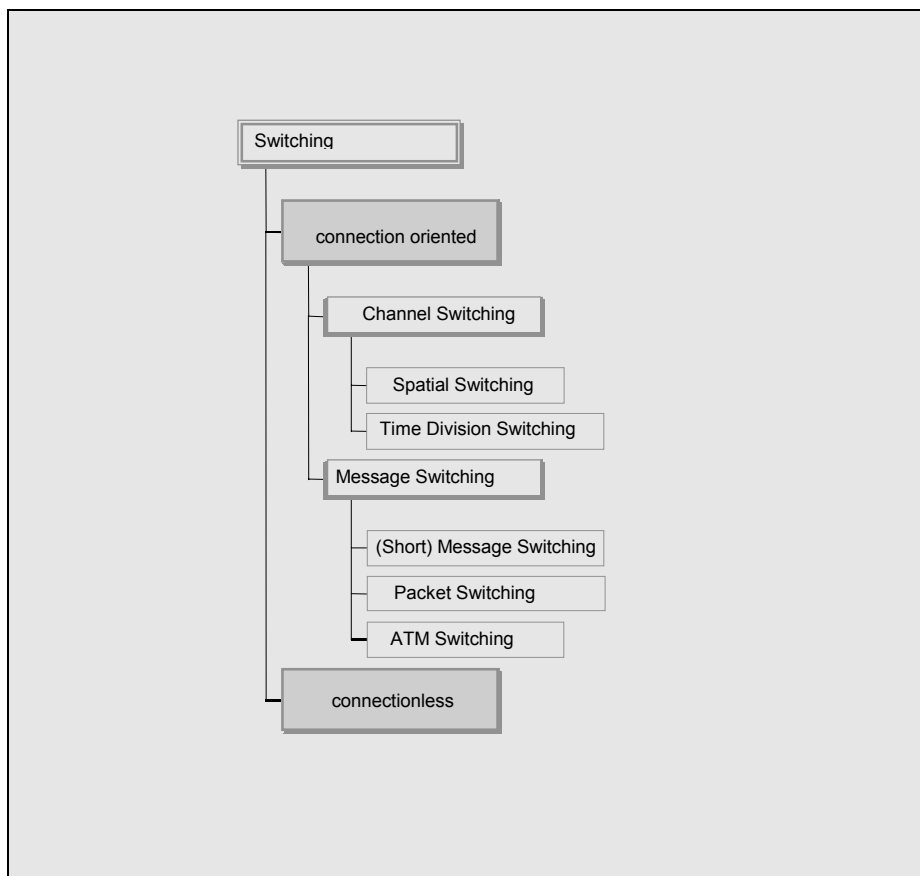 Switching
connection oriented
Channel Switching
Spatial Switching
Time Division Switching
Message Switching
(Short) Message Switching
Packet Switching
ATM Switching
connectionless